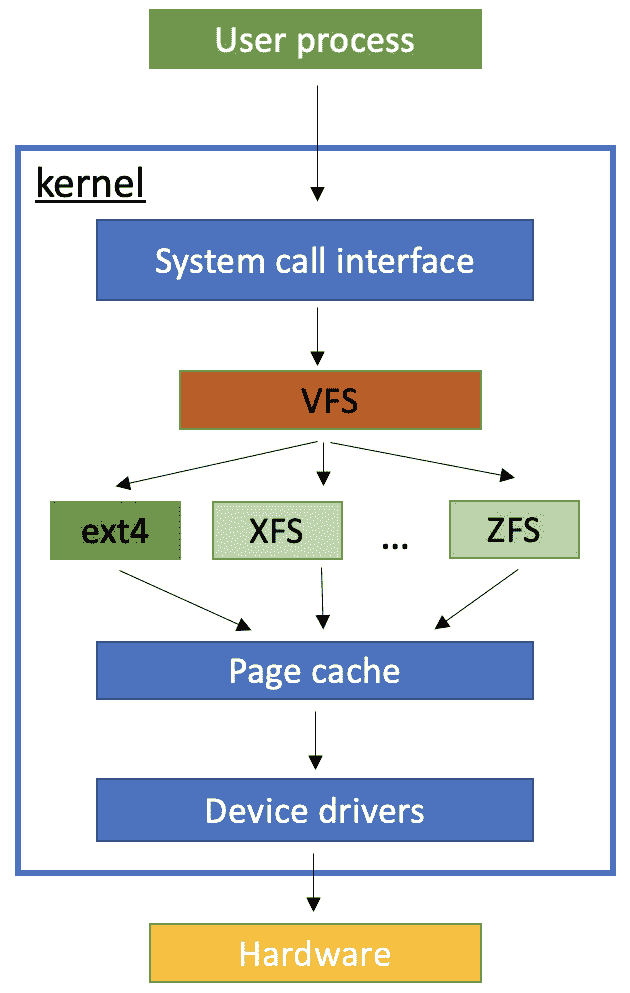 User process
kernel
System call interface
VFS
ext4
XFS
...
ZFS
Page cache
Device drivers
Hardware